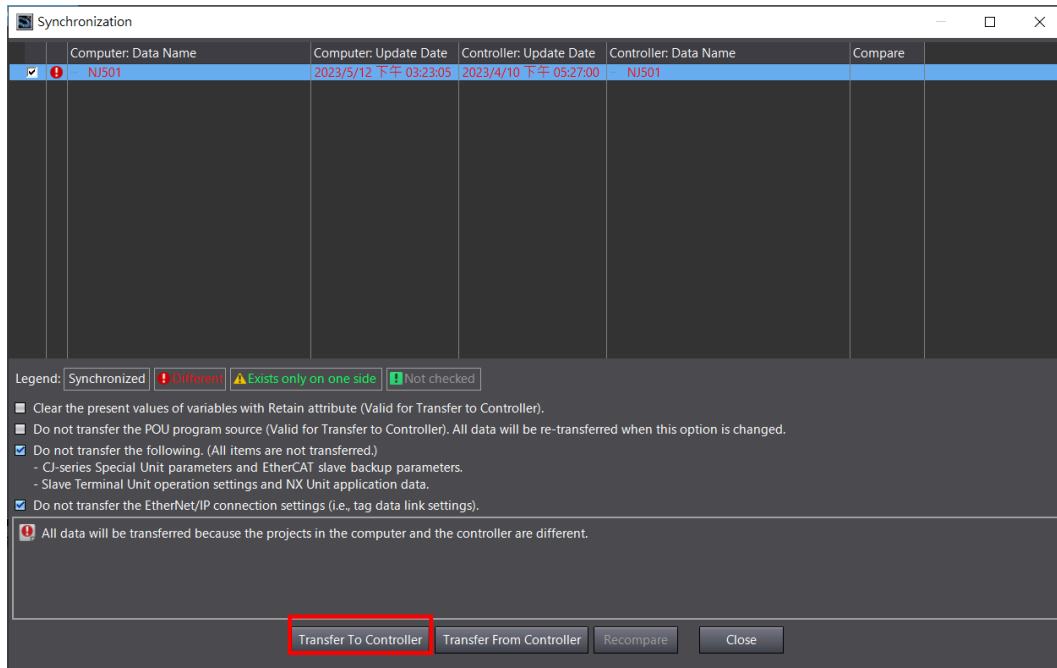 Synchronization
Computer: Data Name Computer: Update Date Controller: Update Date Controller: Data Name Compare
NJ501 2023/5/12 下午 03:23:05 2023/4/10 下午 05:27:00 NJ501
Legend: Synchronized Different Exists only on one side Not checked
Clear the present values of variables with Retain attribute (Valid for Transfer to Controller).
Do not transfer the POU program source (Valid for Transfer to Controller). All data will be re-transferred when this option is changed.
Do not transfer the following. (All items are not transferred.)
- CJ-series Special Unit parameters and EtherCAT slave backup parameters.
- Slave Terminal Unit operation settings and NX Unit application data.
Do not transfer the EtherNet/IP connection settings (i.e., tag data link settings).
All data will be transferred because the projects in the computer and the controller are different.
Transfer To Controller Transfer From Controller Recompare Close